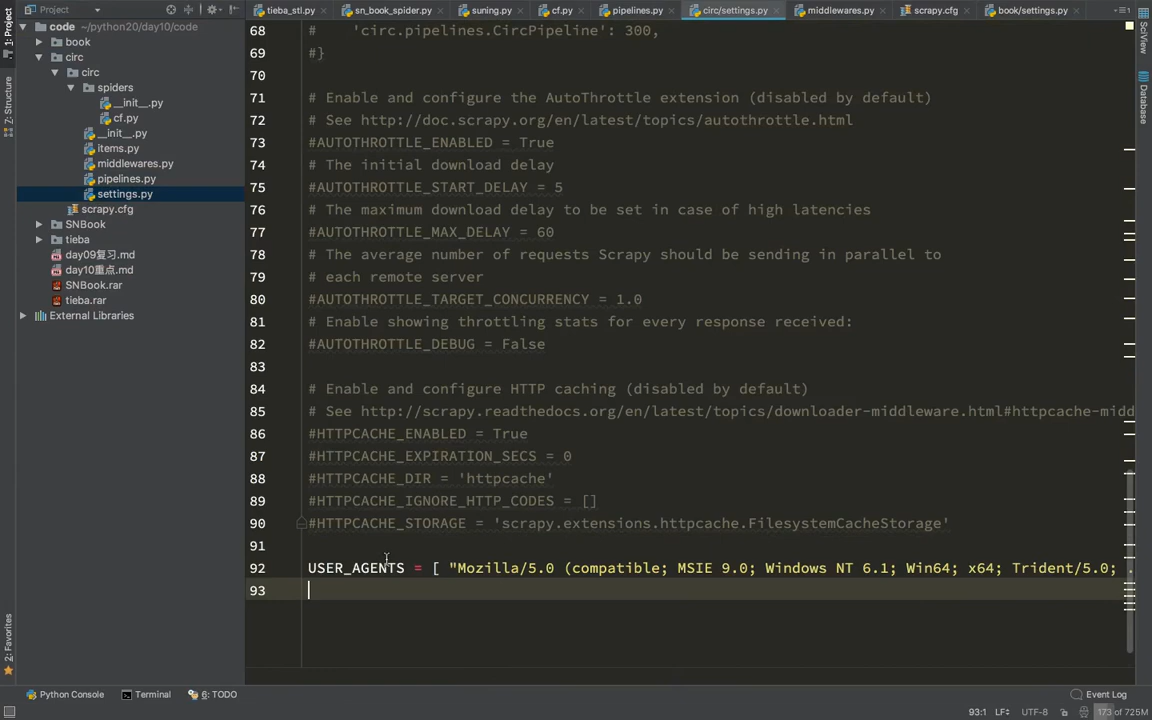 tieba_stl.py
sn_book_spider.py
suning.py
cf.py
pipelines.py
circ/settings.py
middlewares.py
scrapy.cfg
book/settings.py
1: Project
Z: Structure
2: Favorites
SciView
Database
Project
code ~/python20/day10/code
book
circ
circ
spiders
__init__.py
cf.py
__init__.py
items.py
middlewares.py
pipelines.py
settings.py
scrapy.cfg
SNBook
tieba
day09复习.md
day10重点.md
SNBook.rar
tieba.rar
External Libraries
68 # 'circ.pipelines.CircPipeline': 300,
69 #}
70
71 # Enable and configure the AutoThrottle extension (disabled by default)
72 # See http://doc.scrapy.org/en/latest/topics/autothrottle.html
73 #AUTOTHROTTLE_ENABLED = True
74 # The initial download delay
75 #AUTOTHROTTLE_START_DELAY = 5
76 # The maximum download delay to be set in case of high latencies
77 #AUTOTHROTTLE_MAX_DELAY = 60
78 # The average number of requests Scrapy should be sending in parallel to
79 # each remote server
80 #AUTOTHROTTLE_TARGET_CONCURRENCY = 1.0
81 # Enable showing throttling stats for every response received:
82 #AUTOTHROTTLE_DEBUG = False
83
84 # Enable and configure HTTP caching (disabled by default)
85 # See http://scrapy.readthedocs.org/en/latest/topics/downloader-middleware.html#httpcache-midd
86 #HTTPCACHE_ENABLED = True
87 #HTTPCACHE_EXPIRATION_SECS = 0
88 #HTTPCACHE_DIR = 'httpcache'
89 #HTTPCACHE_IGNORE_HTTP_CODES = []
90 #HTTPCACHE_STORAGE = 'scrapy.extensions.httpcache.FilesystemCacheStorage'
91
92 USER_AGENTS = [ "Mozilla/5.0 (compatible; MSIE 9.0; Windows NT 6.1; Win64; x64; Trident/5.0; .
93
Python Console
Terminal
6: TODO
Event Log
93:1 LF UTF-8 173 of 725M